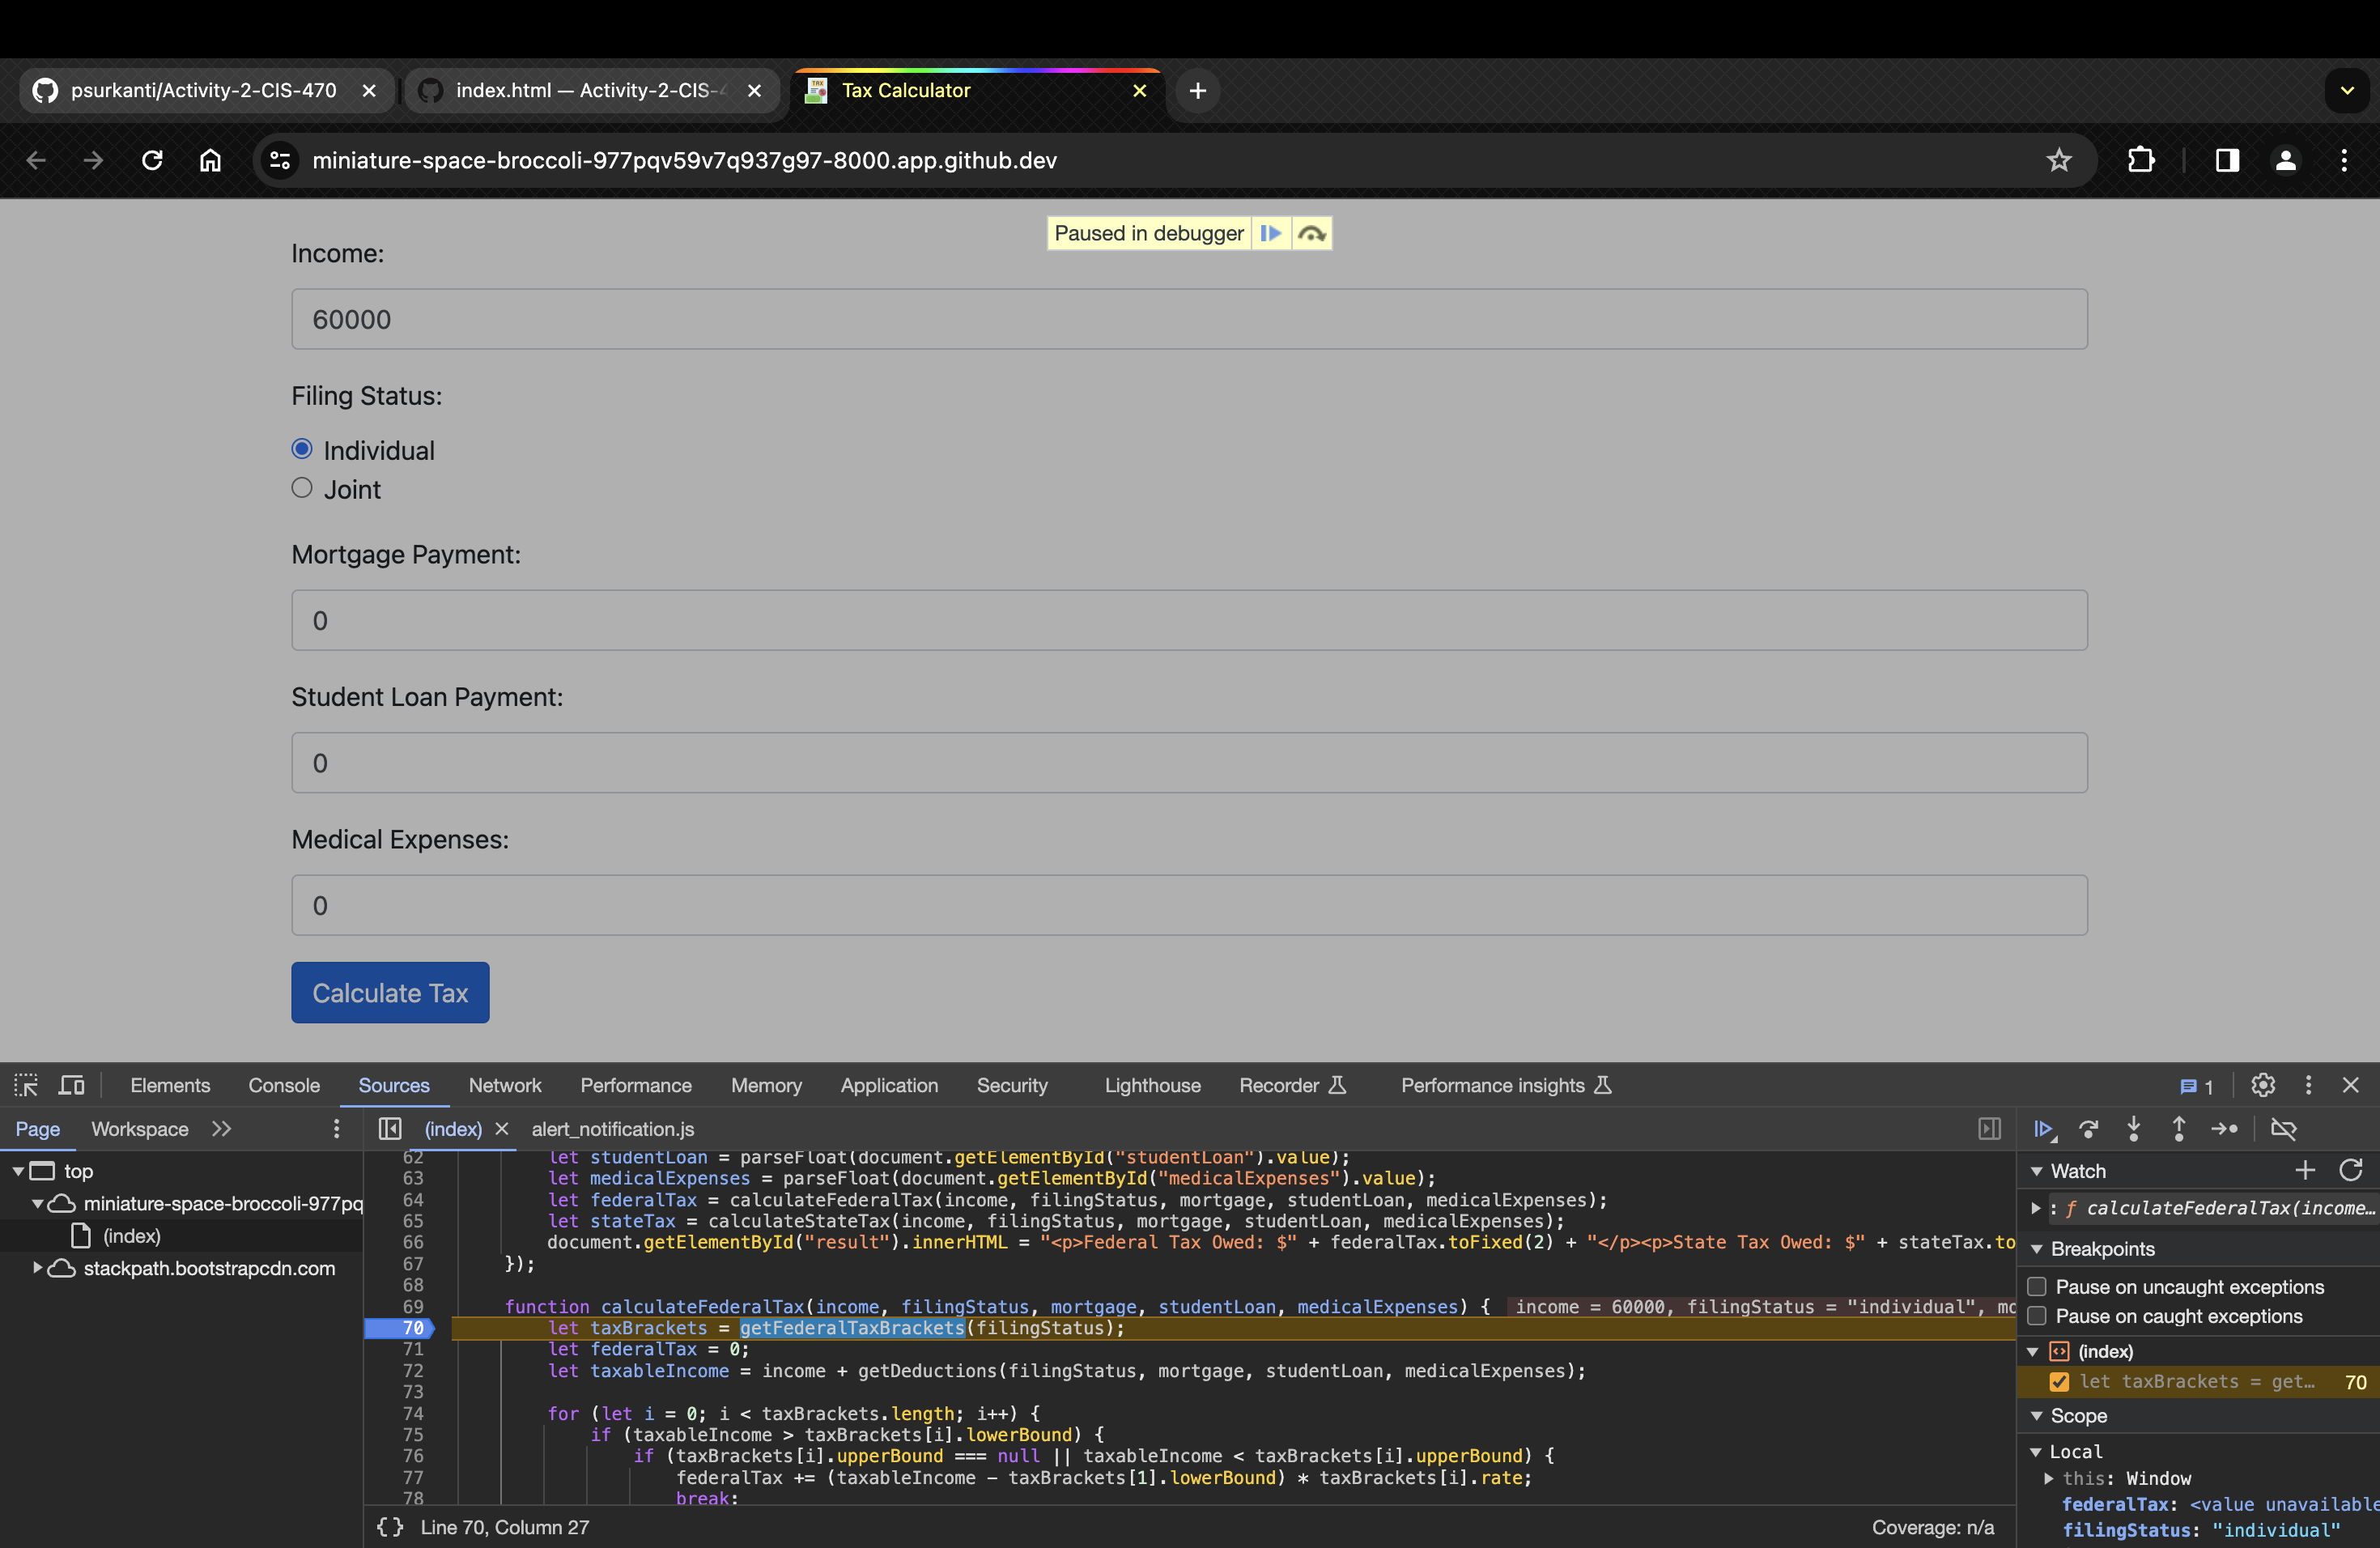 psurkanti/Activity-2-CIS-470
index.html — Activity-2-CIS-4
Tax Calculator
miniature-space-broccoli-977pqv59v7q937g97-8000.app.github.dev
Paused in debugger
Income:
60000
Filing Status:
Individual
Joint
Mortgage Payment:
0
Student Loan Payment:
0
Medical Expenses:
0
Calculate Tax
Elements Console Sources Network Performance Memory Application Security Lighthouse Recorder Performance insights 1
Page Workspace
(index) alert_notification.js
top
miniature-space-broccoli-977pq
(index)
stackpath.bootstrapcdn.com
62 let studentLoan = parseFloat(document.getElementById("studentLoan").value);
63 let medicalExpenses = parseFloat(document.getElementById("medicalExpenses").value);
64 let federalTax = calculateFederalTax(income, filingStatus, mortgage, studentLoan, medicalExpenses);
65 let stateTax = calculateStateTax(income, filingStatus, mortgage, studentLoan, medicalExpenses);
66 document.getElementById("result").innerHTML = "<p>Federal Tax Owed: $" + federalTax.toFixed(2) + "</p><p>State Tax Owed: $" + stateTax.to
67 });
68
69 function calculateFederalTax(income, filingStatus, mortgage, studentLoan, medicalExpenses) { income = 60000, filingStatus = "individual", mo
70 let taxBrackets = getFederalTaxBrackets(filingStatus);
71 let federalTax = 0;
72 let taxableIncome = income + getDeductions(filingStatus, mortgage, studentLoan, medicalExpenses);
73
74 for (let i = 0; i < taxBrackets.length; i++) {
75 if (taxableIncome > taxBrackets[i].lowerBound) {
76 if (taxBrackets[i].upperBound === null || taxableIncome < taxBrackets[i].upperBound) {
77 federalTax += (taxableIncome - taxBrackets[1].lowerBound) * taxBrackets[i].rate;
78 break;
{} Line 70, Column 27
Coverage: n/a
Watch
: f calculateFederalTax(income…
Breakpoints
Pause on uncaught exceptions
Pause on caught exceptions
(index)
let taxBrackets = get… 70
Scope
Local
this: Window
federalTax: <value unavailable
filingStatus: "individual"